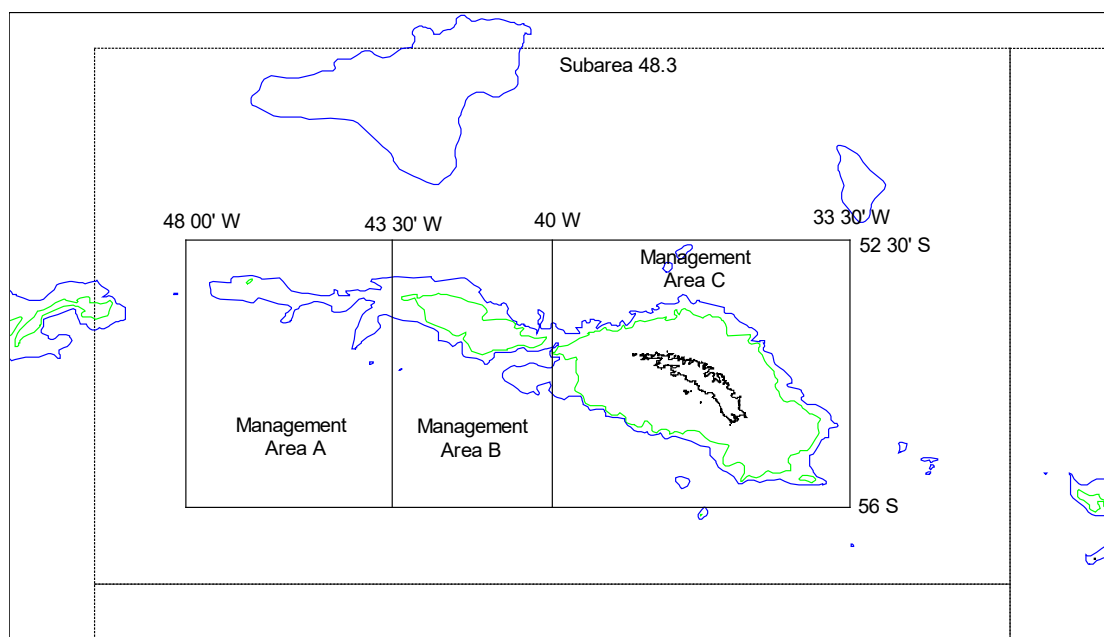 Subarea 48.3
48 00' W
43 30' W
40 W
33 30' W
52 30' S
Management
Area C
Management
Area A
Management
Area B
56 S